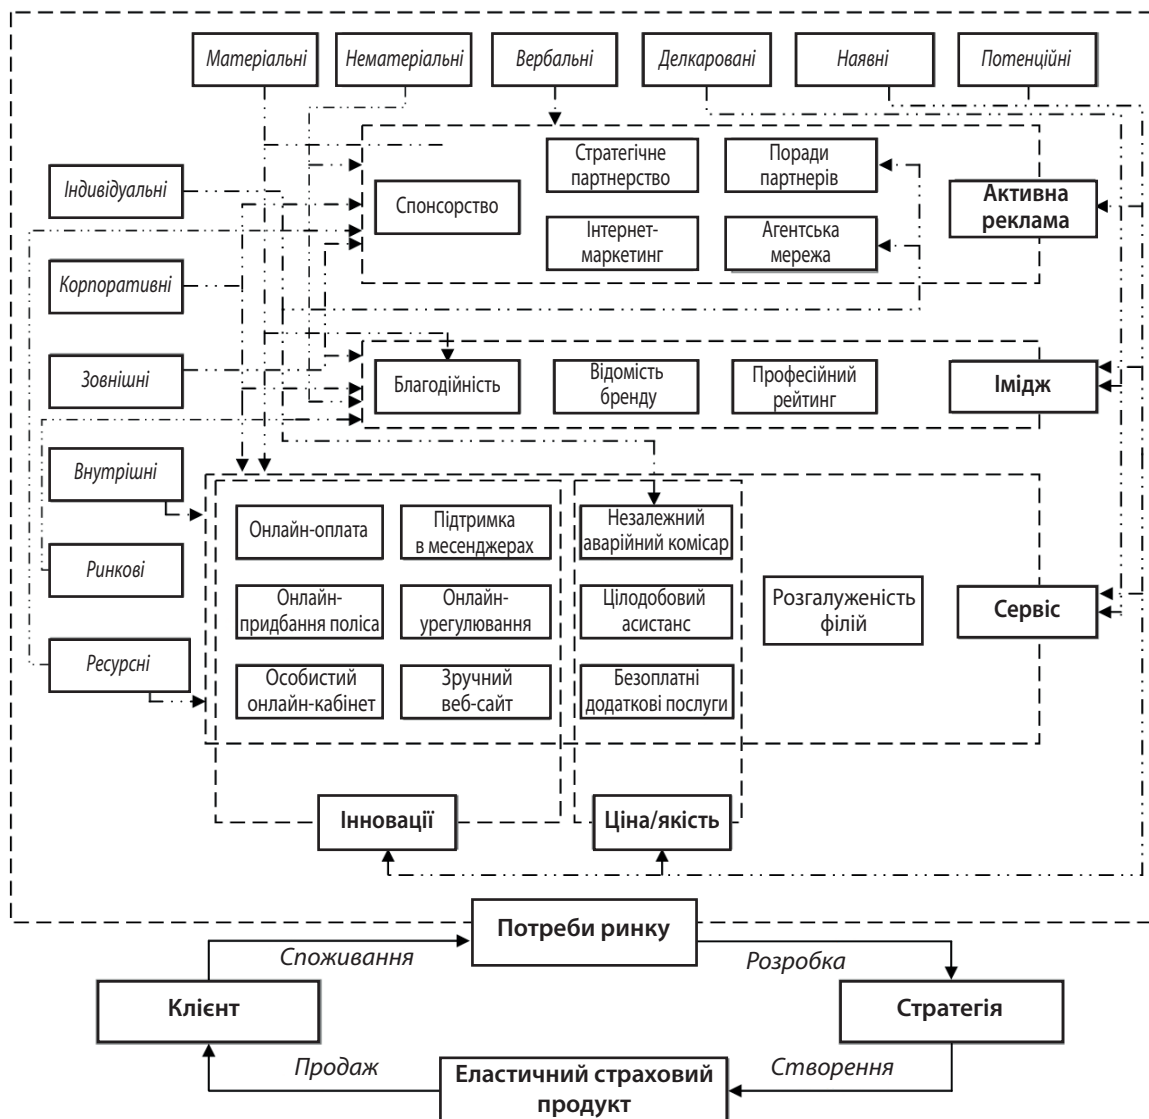 Матеріальні
Нематеріальні
Вербальні
Делкаровані
Наявні
Потенційні
Індивідуальні
Корпоративні
Зовнішні
Внутрішні
Ринкові
Ресурсні
Спонсорство
Стратегічне
партнерство
Поради
партнерів
Інтернет-
маркетинг
Агентська
мережа
Активна
реклама
Благодійність
Відомість
бренду
Професійний
рейтинг
Імідж
Онлайн-оплата
Підтримка
в месенджерах
Незалежний
аварійний комісар
Онлайн-
придбання поліса
Онлайн-
урегулювання
Цілодобовий
асистанс
Особистий
онлайн-кабінет
Зручний
веб-сайт
Безоплатні
додаткові послуги
Розгалуженість
філій
Сервіс
Інновації
Ціна/якість
Потреби ринку
Споживання
Розробка
Клієнт
Стратегія
Продаж
Створення
Еластичний страховий
продукт